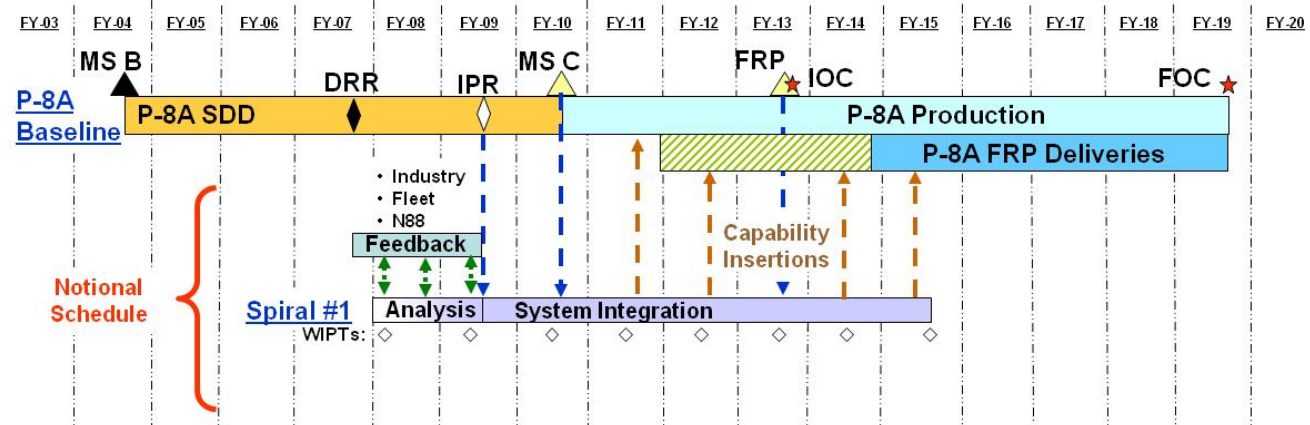 FY-03 FY-04 FY-05 FY-06 FY-07 FY-08 FY-09 FY-10 FY-11 FY-12 FY-13 FY-14 FY-15 FY-16 FY-17 FY-18 FY-19 FY-20
MS B
DRR
IPR
MS C
FRP
IOC
FOC
P-8A
Baseline
P-8A SDD
P-8A Production
P-8A FRP Deliveries
• Industry
• Fleet
• N88
Feedback
Capability
Insertions
Notional
Schedule
Spiral #1
Analysis
System Integration
WIPTs: